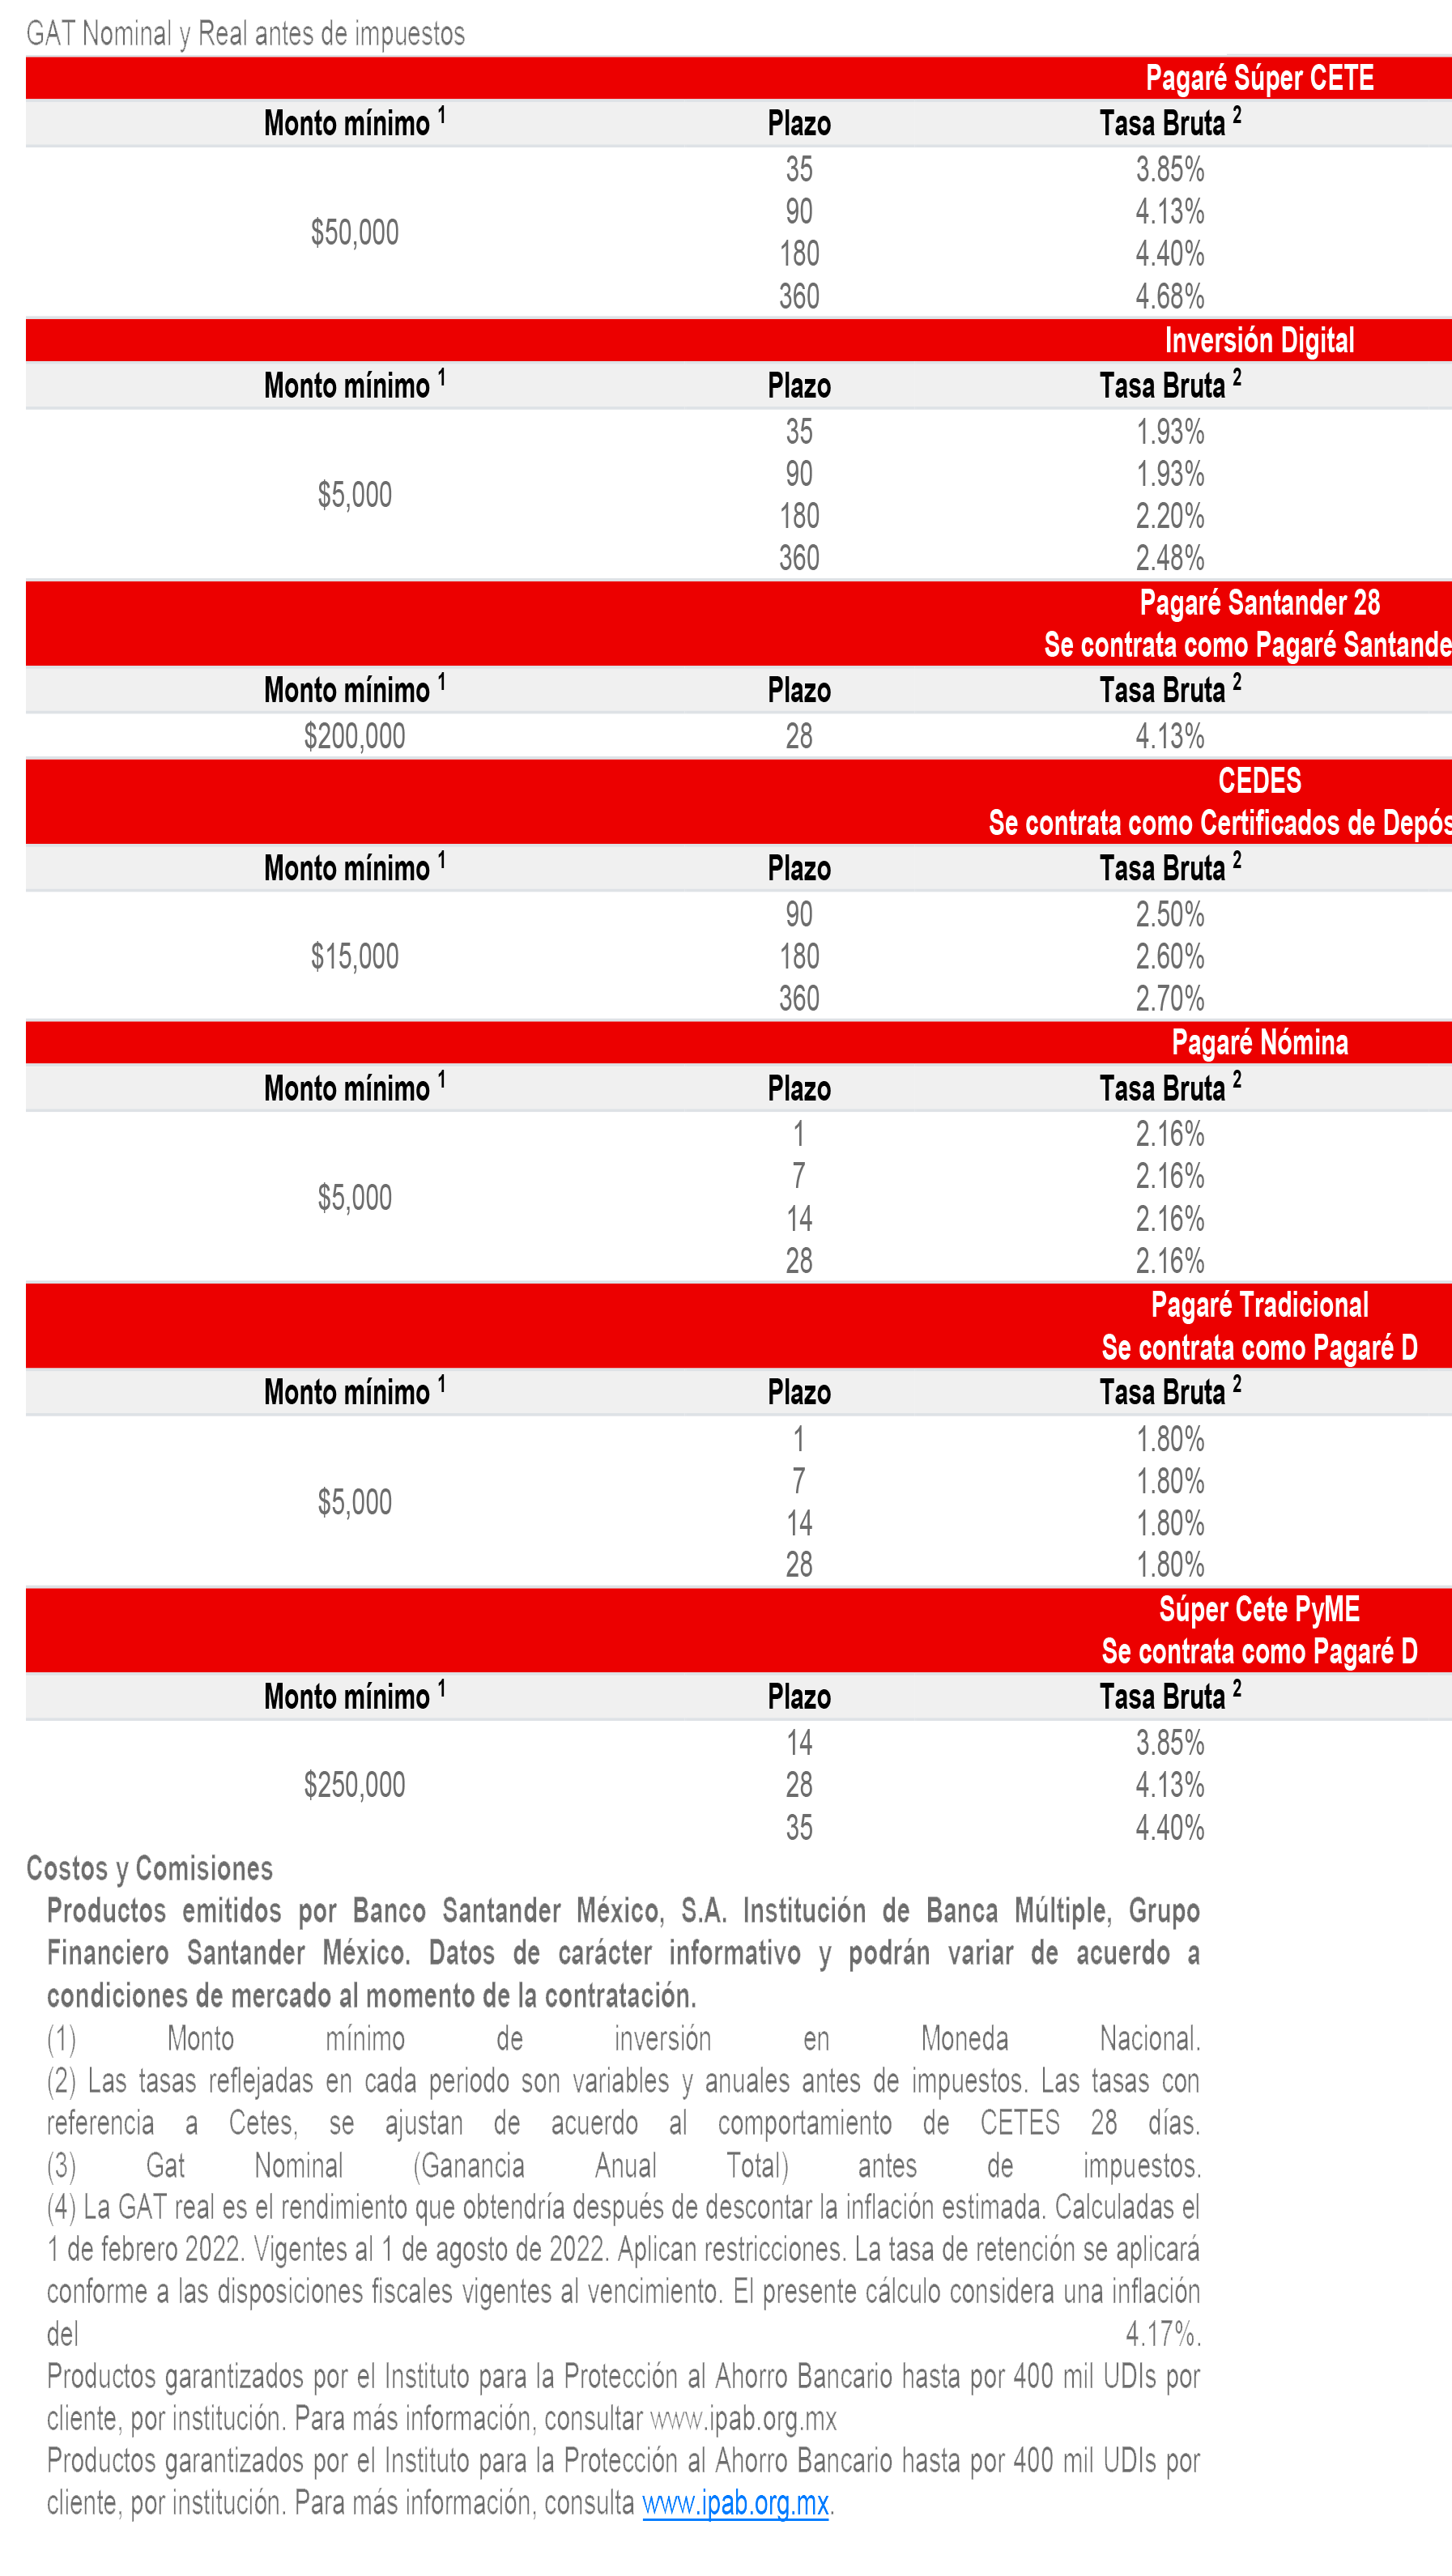 GAT Nominal y Real antes de impuestos
Pagaré Súper CETE
Monto mínimo 1 Plazo Tasa Bruta 2
35 3.85%
90 4.13%
$50,000
180 4.40%
360 4.68%
Inversión Digital
Monto mínimo 1 Plazo Tasa Bruta 2
35 1.93%
90 1.93%
$5,000
180 2.20%
360 2.48%
Pagaré Santander 28
Se contrata como Pagaré Santande
Monto mínimo 1 Plazo Tasa Bruta 2
$200,000 28 4.13%
CEDES
Se contrata como Certificados de Depós
Monto mínimo 1 Plazo Tasa Bruta 2
90 2.50%
$15,000 180 2.60%
360 2.70%
Pagaré Nómina
Monto mínimo 1 Plazo Tasa Bruta 2
1 2.16%
7 2.16%
$5,000
14 2.16%
28 2.16%
Pagaré Tradicional
Se contrata como Pagaré D
Monto mínimo 1 Plazo Tasa Bruta 2
1 1.80%
7 1.80%
$5,000
14 1.80%
28 1.80%
Súper Cete PyME
Se contrata como Pagaré D
Monto mínimo 1 Plazo Tasa Bruta 2
14 3.85%
$250,000 28 4.13%
35 4.40%
Costos y Comisiones
Productos emitidos por Banco Santander México, S.A. Institución de Banca Múltiple, Grupo
Financiero Santander México. Datos de carácter informativo y podrán variar de acuerdo a
condiciones de mercado al momento de la contratación.
(1) Monto mínimo de inversión en Moneda Nacional.
(2) Las tasas reflejadas en cada periodo son variables y anuales antes de impuestos. Las tasas con
referencia a Cetes, se ajustan de acuerdo al comportamiento de CETES 28 días.
(3) Gat Nominal (Ganancia Anual Total) antes de impuestos.
(4) La GAT real es el rendimiento que obtendría después de descontar la inflación estimada. Calculadas el
1 de febrero 2022. Vigentes al 1 de agosto de 2022. Aplican restricciones. La tasa de retención se aplicará
conforme a las disposiciones fiscales vigentes al vencimiento. El presente cálculo considera una inflación
del 4.17%.
Productos garantizados por el Instituto para la Protección al Ahorro Bancario hasta por 400 mil UDIs por
cliente, por institución. Para más información, consultar www.ipab.org.mx
Productos garantizados por el Instituto para la Protección al Ahorro Bancario hasta por 400 mil UDIs por
cliente, por institución. Para más información, consulta www.ipab.org.mx.